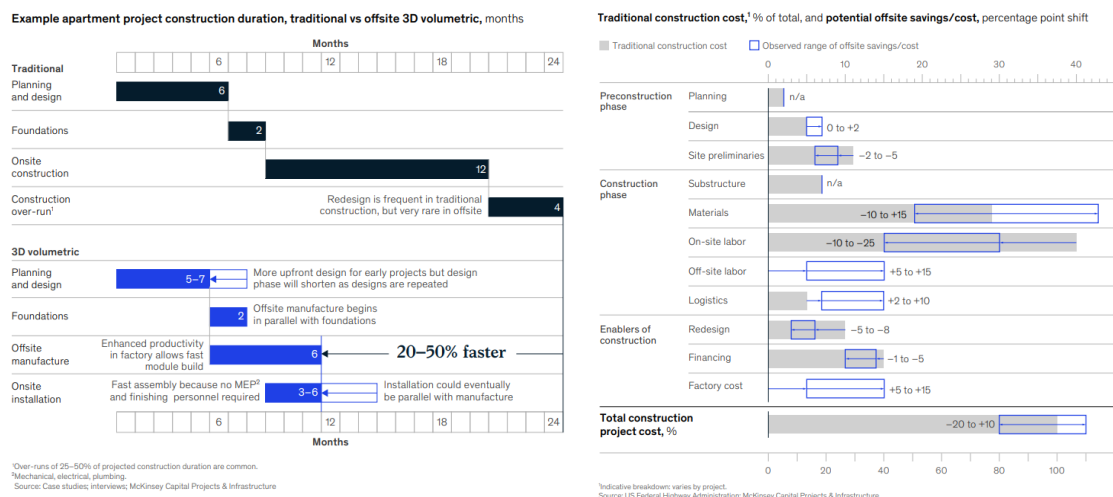 Example apartment project construction duration, traditional vs offsite 3D volumetric, months
Months
6 12 18 24
Traditional
Planning
and design
6
Foundations
2
Onsite
construction
12
Construction
over-run¹
Redesign is frequent in traditional
construction, but very rare in offsite
4
3D volumetric
Planning
and design
5–7
More upfront design for early projects but design
phase will shorten as designs are repeated
Foundations
2
Offsite manufacture begins
in parallel with foundations
Offsite
manufacture
Enhanced productivity
in factory allows fast
module build
6
20–50% faster
Onsite
installation
Fast assembly because no MEP²
and finishing personnel required
3–6
Installation could eventually
be parallel with manufacture
6 12 18 24
Months
¹Over-runs of 25–50% of projected construction duration are common.
²Mechanical, electrical, plumbing.
Source: Case studies; interviews; McKinsey Capital Projects & Infrastructure
Traditional construction cost,¹ % of total, and potential offsite savings/cost, percentage point shift
Traditional construction cost
Observed range of offsite savings/cost
0 10 20 30 40
Preconstruction
phase
Planning
n/a
Design
0 to +2
Site preliminaries
−2 to −5
Construction
phase
Substructure
n/a
Materials
−10 to +15
On-site labor
−10 to −25
Off-site labor
+5 to +15
Logistics
+2 to +10
Enablers of
construction
Redesign
−5 to −8
Financing
−1 to −5
Factory cost
+5 to +15
Total construction
project cost, %
−20 to +10
0 20 40 60 80 100
¹Indicative breakdown; varies by project.
Source: US Federal Highway Administration; McKinsey Capital Projects & Infrastructure